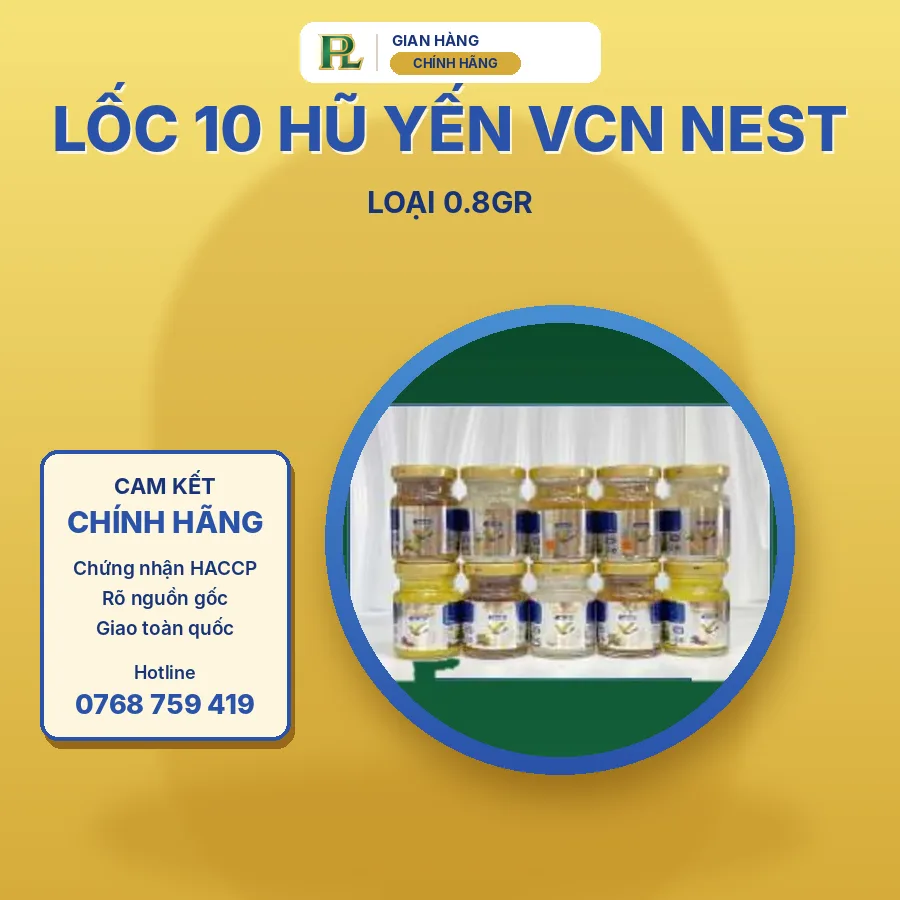 PL
GIAN HÀNG
CHÍNH HÃNG
LỐC 10 HŨ YẾN VCN NEST
LOẠI 0.8GR
CAM KẾT
CHÍNH HÃNG
Chứng nhận HACCP
Rõ nguồn gốc
Giao toàn quốc
Hotline
0768 759 419